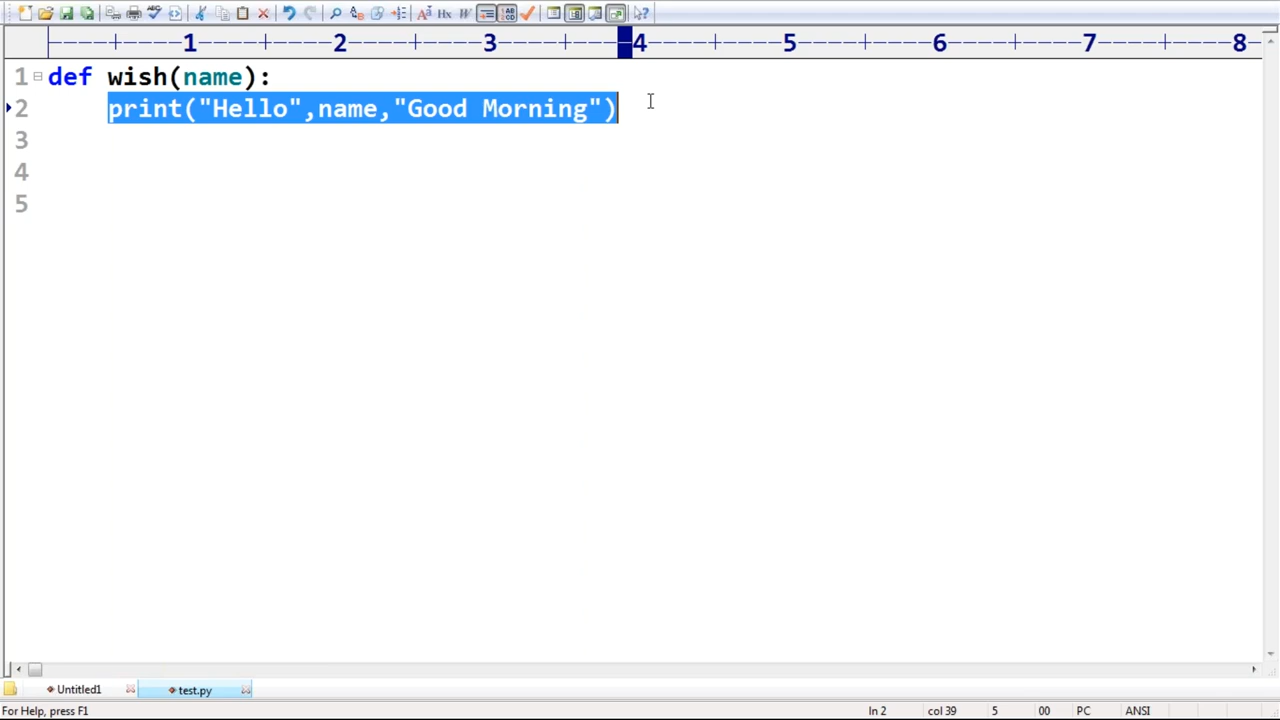 1 2 3 4 5 6 7 8
1 def wish(name):
2 print("Hello",name,"Good Morning")
3
4
5
Untitled1 test.py
For Help, press F1 ln 2 col 39 5 00 PC ANSI